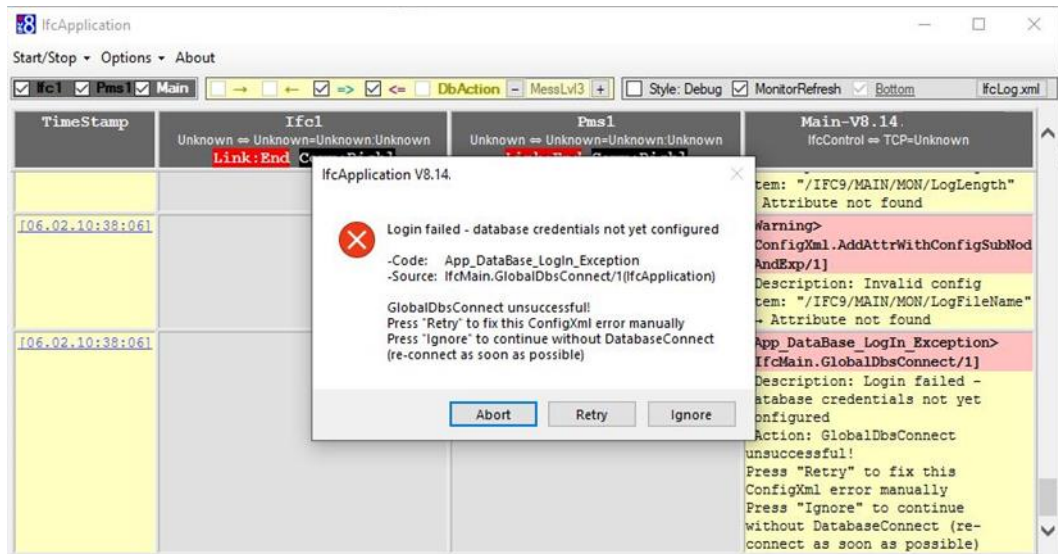 IfcApplication
Start/Stop Options About
Ifc1 Pms1 Main → ← => <= DbAction - MessLvl3 + Style: Debug MonitorRefresh Bottom IfcLog.xml
TimeStamp
Ifc1
Unknown ⇔ Unknown=Unknown:Unknown
Link:End
Pms1
Unknown ⇔ Unknown=Unknown:Unknown
Main-V8.14.
IfcControl ⇔ TCP=Unknown
IfcApplication V8.14.
Login failed - database credentials not yet configured
-Code: App_DataBase_LogIn_Exception
-Source: IfcMain.GlobalDbsConnect/1(IfcApplication)
GlobalDbsConnect unsuccessful!
Press "Retry" to fix this ConfigXml error manually
Press "Ignore" to continue without DatabaseConnect
(re-connect as soon as possible)
Abort Retry Ignore
tem: "/IFC9/MAIN/MON/LogLength"
Attribute not found
[06.02.10:38:06]
Warning>
ConfigXml.AddAttrWithConfigSubNod
AndExp/1]
Description: Invalid config
tem: "/IFC9/MAIN/MON/LogFileName"
→ Attribute not found
[06.02.10:38:06]
App_DataBase_LogIn_Exception>
IfcMain.GlobalDbsConnect/1]
Description: Login failed -
atabase credentials not yet
onfigured
Action: GlobalDbsConnect
unsuccessful!
Press "Retry" to fix this
ConfigXml error manually
Press "Ignore" to continue
without DatabaseConnect (re-
connect as soon as possible)